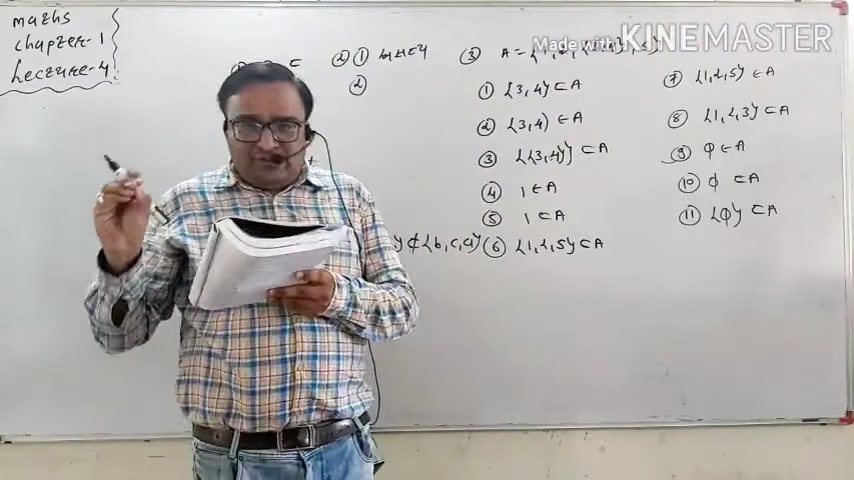 maths
chapter-1
Lecture-4
Made with KINEMASTER
② ①
②
③ A =
① {3,4} ⊂ A
② {3,4} ∈ A
③ {{3,4}} ⊂ A
④ 1 ∈ A
⑤ 1 ⊂ A
} ⊄ {b,c,d} ⑥ {1,2,5} ⊂ A
⑦ {1,2,5} ∈ A
⑧ {1,2,3} ⊂ A
⑨ φ ∈ A
⑩ φ ⊂ A
⑪ {φ} ⊂ A